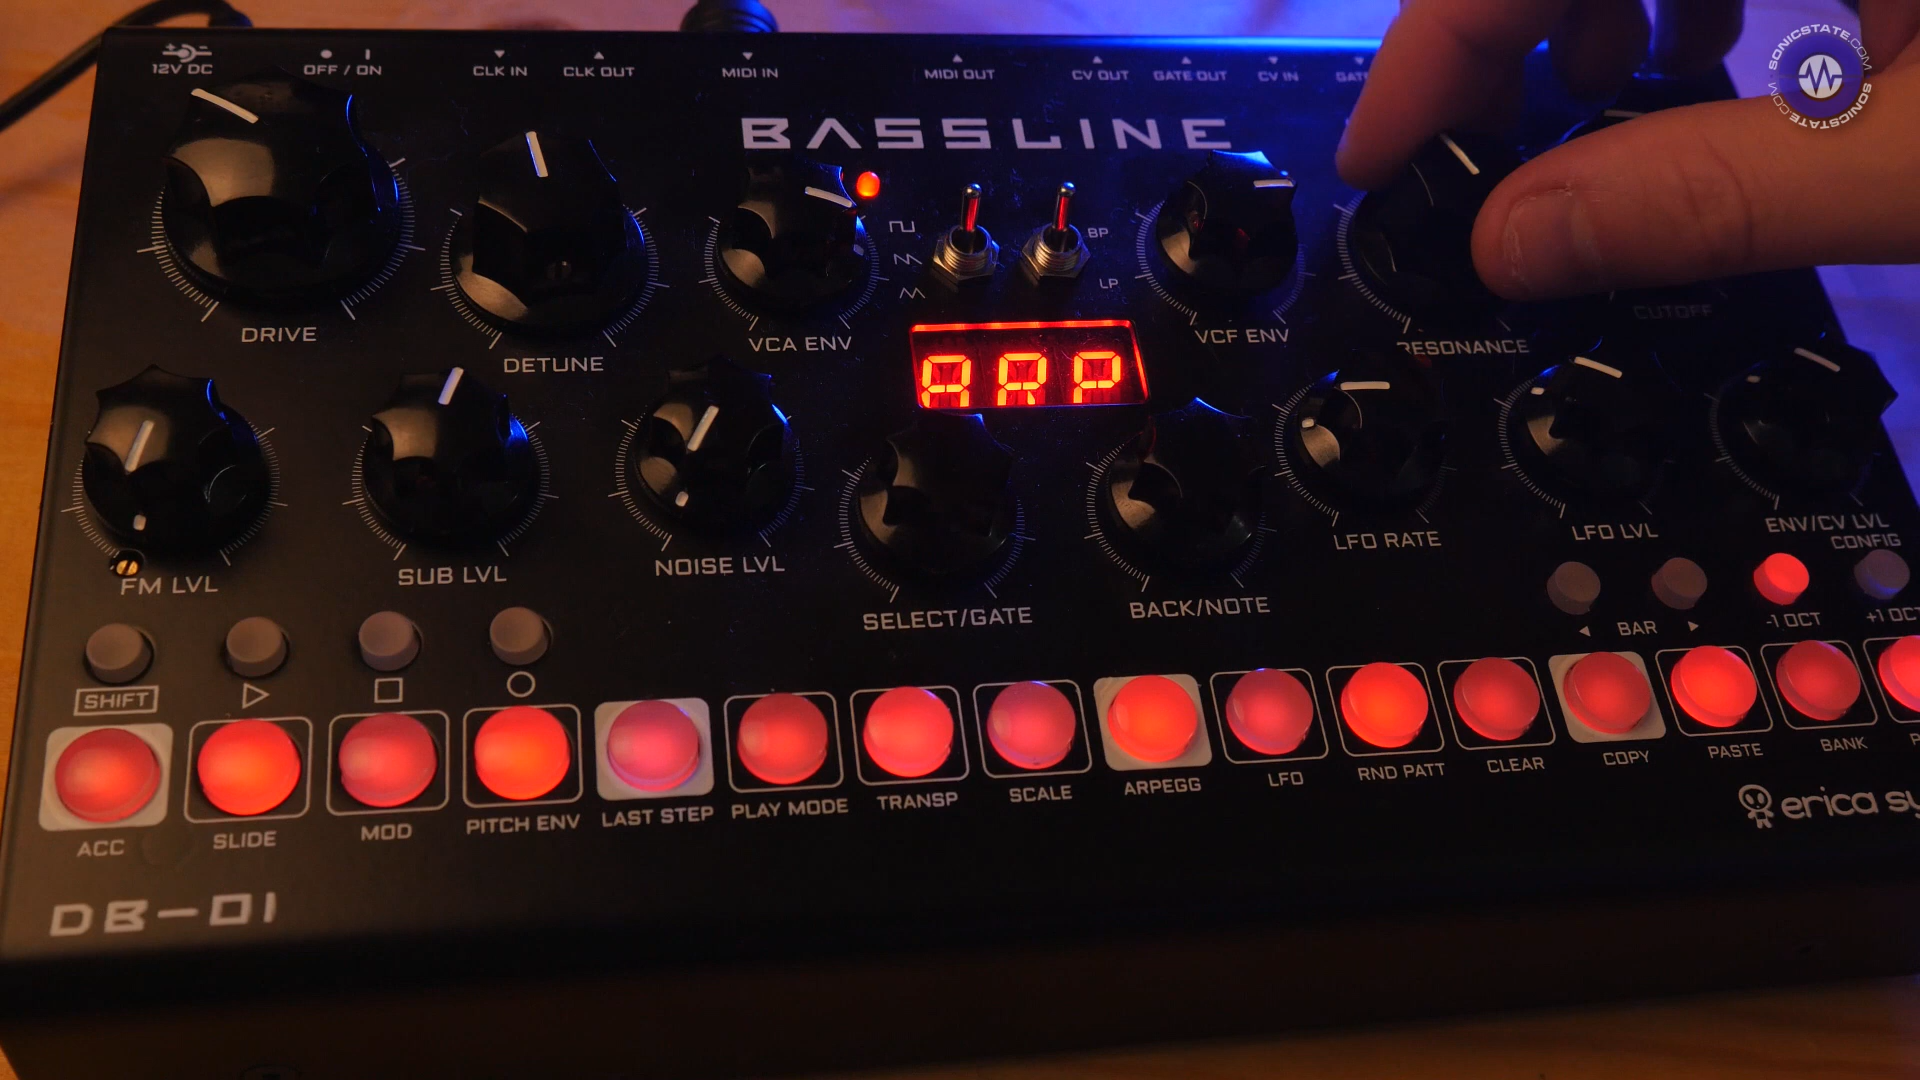 12V DC
OFF / ON
CLK IN
CLK OUT
MIDI IN
MIDI OUT
CV OUT
GATE OUT
CV IN
SONICSTATE.COM · SONICSTATE.COM
BASSLINE
BP
LP
DRIVE
DETUNE
VCA ENV
VCF ENV
RESONANCE
CUTOFF
ARP
FM LVL
SUB LVL
NOISE LVL
SELECT/GATE
BACK/NOTE
LFO RATE
LFO LVL
ENV/CV LVL
CONFIG
SHIFT
BAR
-1 OCT
+1 OCT
ACC
SLIDE
MOD
PITCH ENV
LAST STEP
PLAY MODE
TRANSP
SCALE
ARPEGG
LFO
RND PATT
CLEAR
COPY
PASTE
BANK
erica sy
DB-01